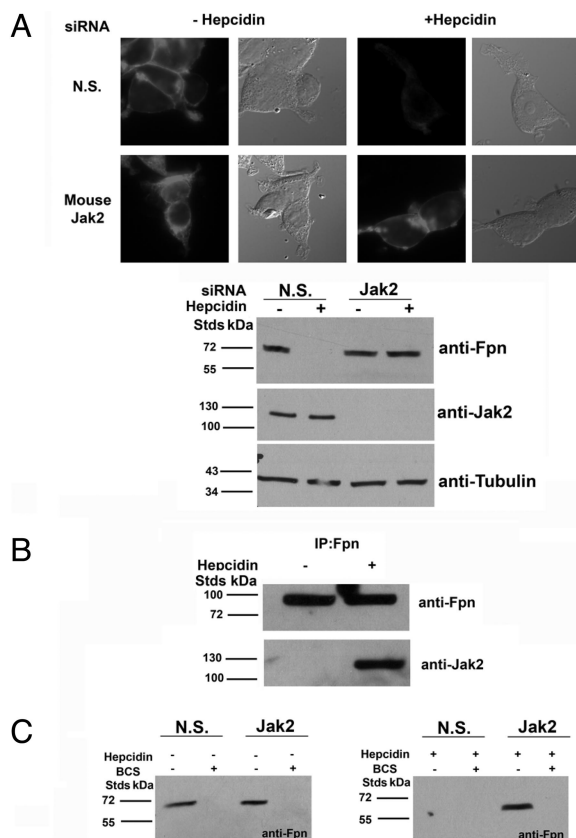 A
siRNA
- Hepcidin
+Hepcidin
N.S.
Mouse
Jak2
siRNA N.S. Jak2
Hepcidin - + - +
Stds kDa
72
55
anti-Fpn
130
100
anti-Jak2
43
34
anti-Tubulin
B
IP:Fpn
Hepcidin - +
Stds kDa
100
72
anti-Fpn
130
100
anti-Jak2
C
N.S. Jak2
Hepcidin - - - -
BCS - + - +
Stds kDa
72
55
anti-Fpn
N.S. Jak2
Hepcidin + + + +
BCS - + - +
Stds kDa
72
55
anti-Fpn